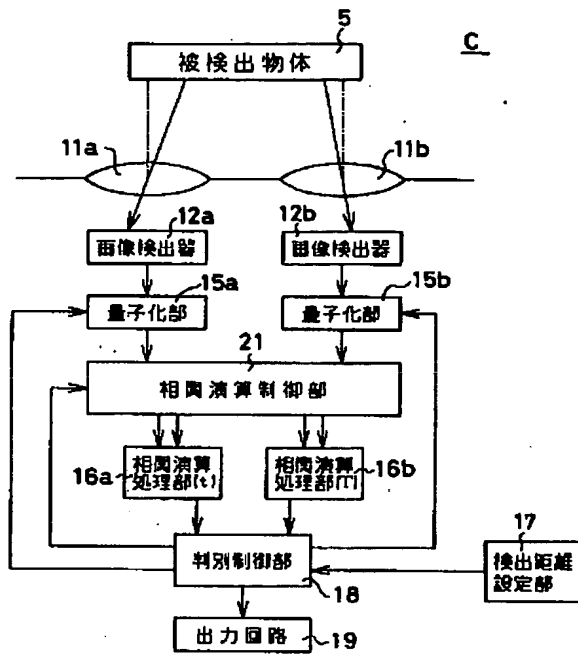 5
C
被検出物体
11a
11b
12a
12b
画像検出器
画像検出器
15a
15b
量子化部
量子化部
21
相関演算制御部
16a
相関演算
処理部(t)
相関演算
処理部(T)
16b
17
検出距離
設定部
判別制御部
18
出力回路
19